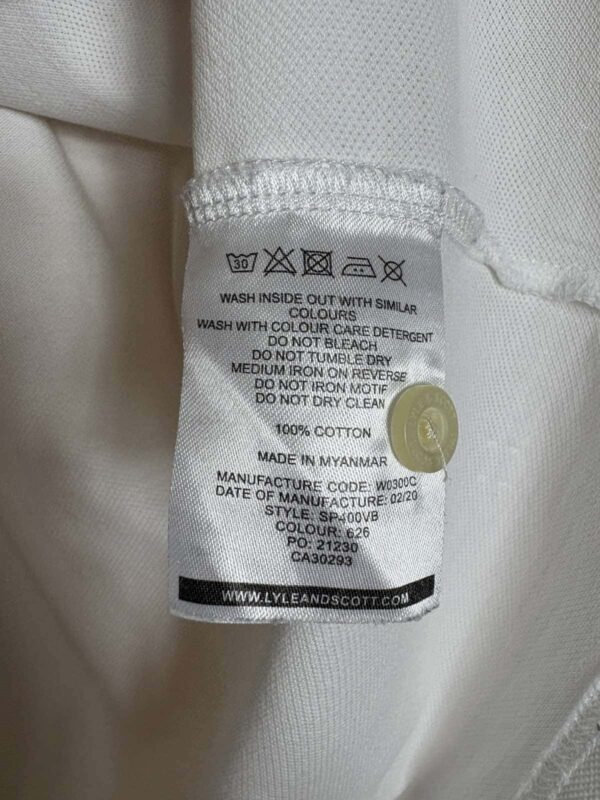 30
WASH INSIDE OUT WITH SIMILAR
COLOURS
WASH WITH COLOUR CARE DETERGENT
DO NOT BLEACH
DO NOT TUMBLE DRY
MEDIUM IRON ON REVERSE
DO NOT IRON MOTIF
DO NOT DRY CLEAN
100% COTTON
MADE IN MYANMAR
MANUFACTURE CODE: W0300C
DATE OF MANUFACTURE: 02/20
STYLE: SP400VB
COLOUR: 626
PO: 21230
CA30293
WWW.LYLEANDSCOTT.COM